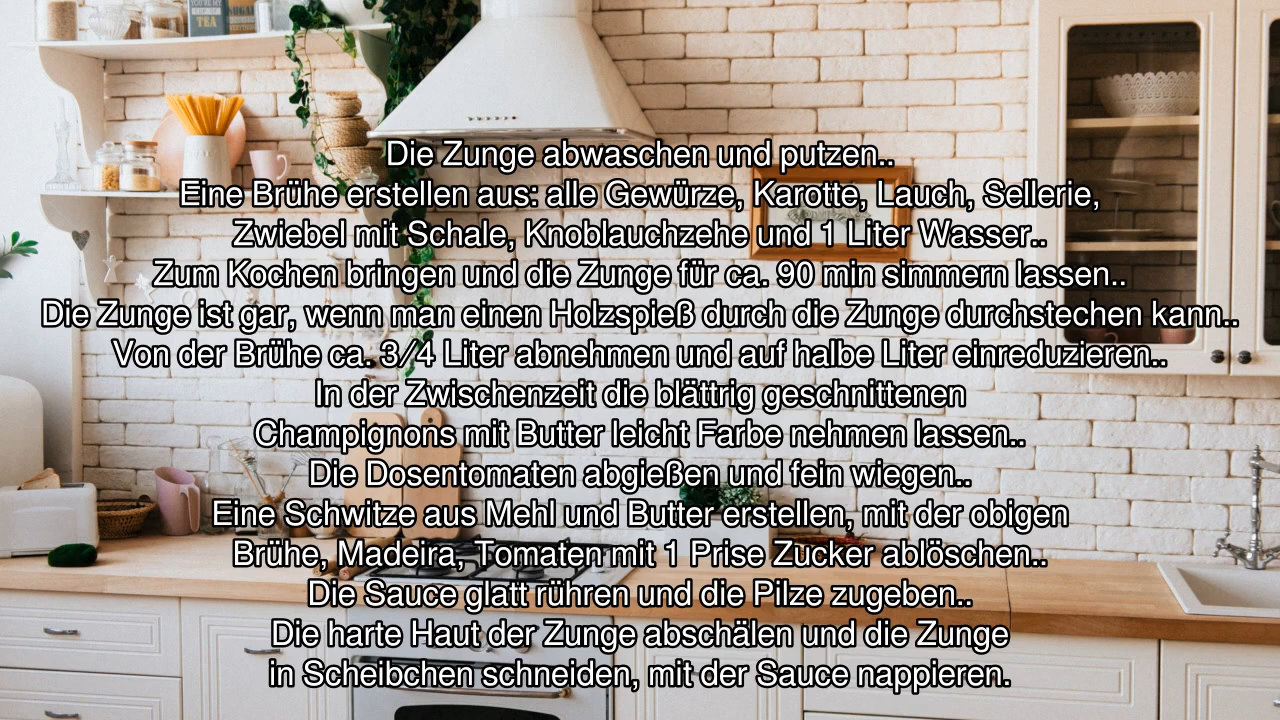 TEA
Die Zunge abwaschen und putzen..
Eine Brühe erstellen aus: alle Gewürze, Karotte, Lauch, Sellerie,
Zwiebel mit Schale, Knoblauchzehe und 1 Liter Wasser..
Zum Kochen bringen und die Zunge für ca. 90 min simmern lassen..
Die Zunge ist gar, wenn man einen Holzspieß durch die Zunge durchstechen kann..
Von der Brühe ca. 3/4 Liter abnehmen und auf halbe Liter einreduzieren..
In der Zwischenzeit die blättrig geschnittenen
Champignons mit Butter leicht Farbe nehmen lassen..
Die Dosentomaten abgießen und fein wiegen..
Eine Schwitze aus Mehl und Butter erstellen, mit der obigen
Brühe, Madeira, Tomaten mit 1 Prise Zucker ablöschen..
Die Sauce glatt rühren und die Pilze zugeben..
Die harte Haut der Zunge abschälen und die Zunge
in Scheibchen schneiden, mit der Sauce nappieren.